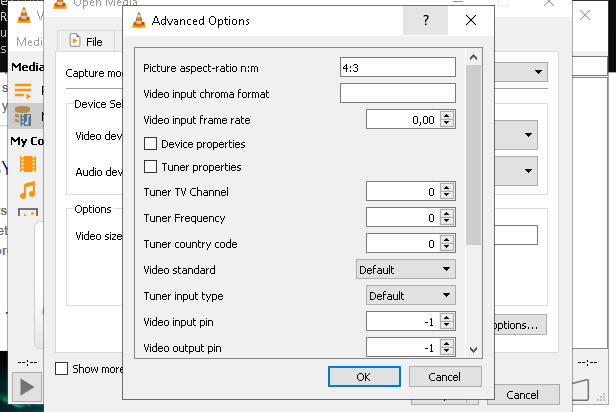 Open Media
Advanced Options
?
Media
File
Picture aspect-ratio n:m
4:3
Capture mo
Media
Video input chroma format
Device Sel
Video input frame rate
0,00
Video dev
Device properties
My Co
Tuner properties
Audio dev
Tuner TV Channel
0
Options
Tuner Frequency
0
Video size
Tuner country code
0
Video standard
Default
Tuner input type
Default
Video input pin
-1
options...
Video output pin
-1
--:--
--:--
Show more
OK
Cancel
Cancel